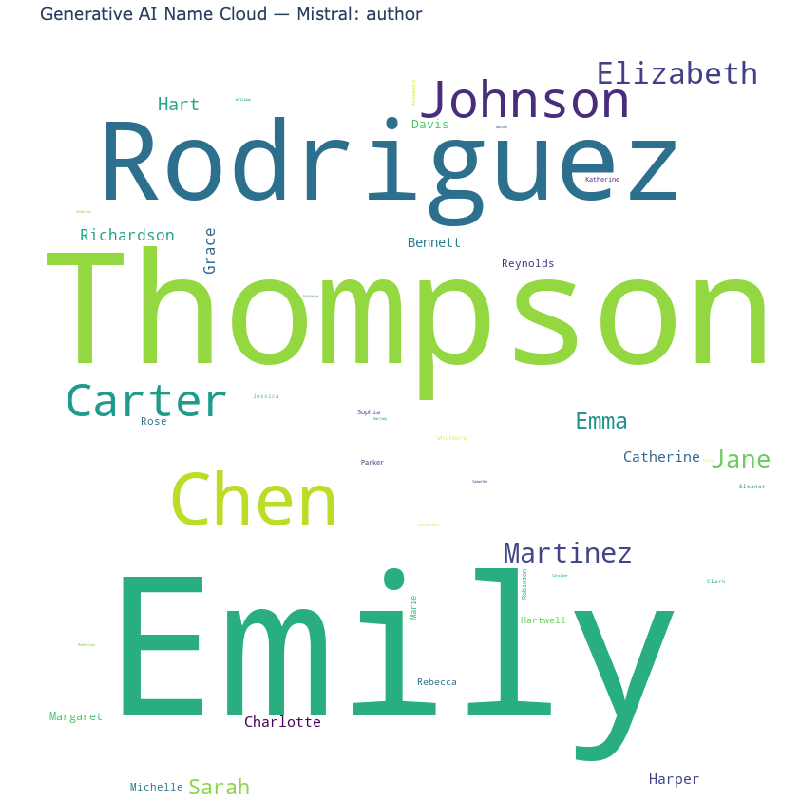 Generative AI Name Cloud — Mistral: author
Elizabeth
Johnson
Hart
Davis
Rodriguez
Katherine
Richardson
Grace
Bennett
Reynolds
Thompson
Carter
Jessica
Rose
Sophia
Emma
Whitmore
Catherine
Jane
Parker
Chen
Eleanor
Martinez
Robinson
Clark
Marie
Hartwell
Emily
Rebecca
Margaret
Charlotte
Harper
Michelle
Sarah